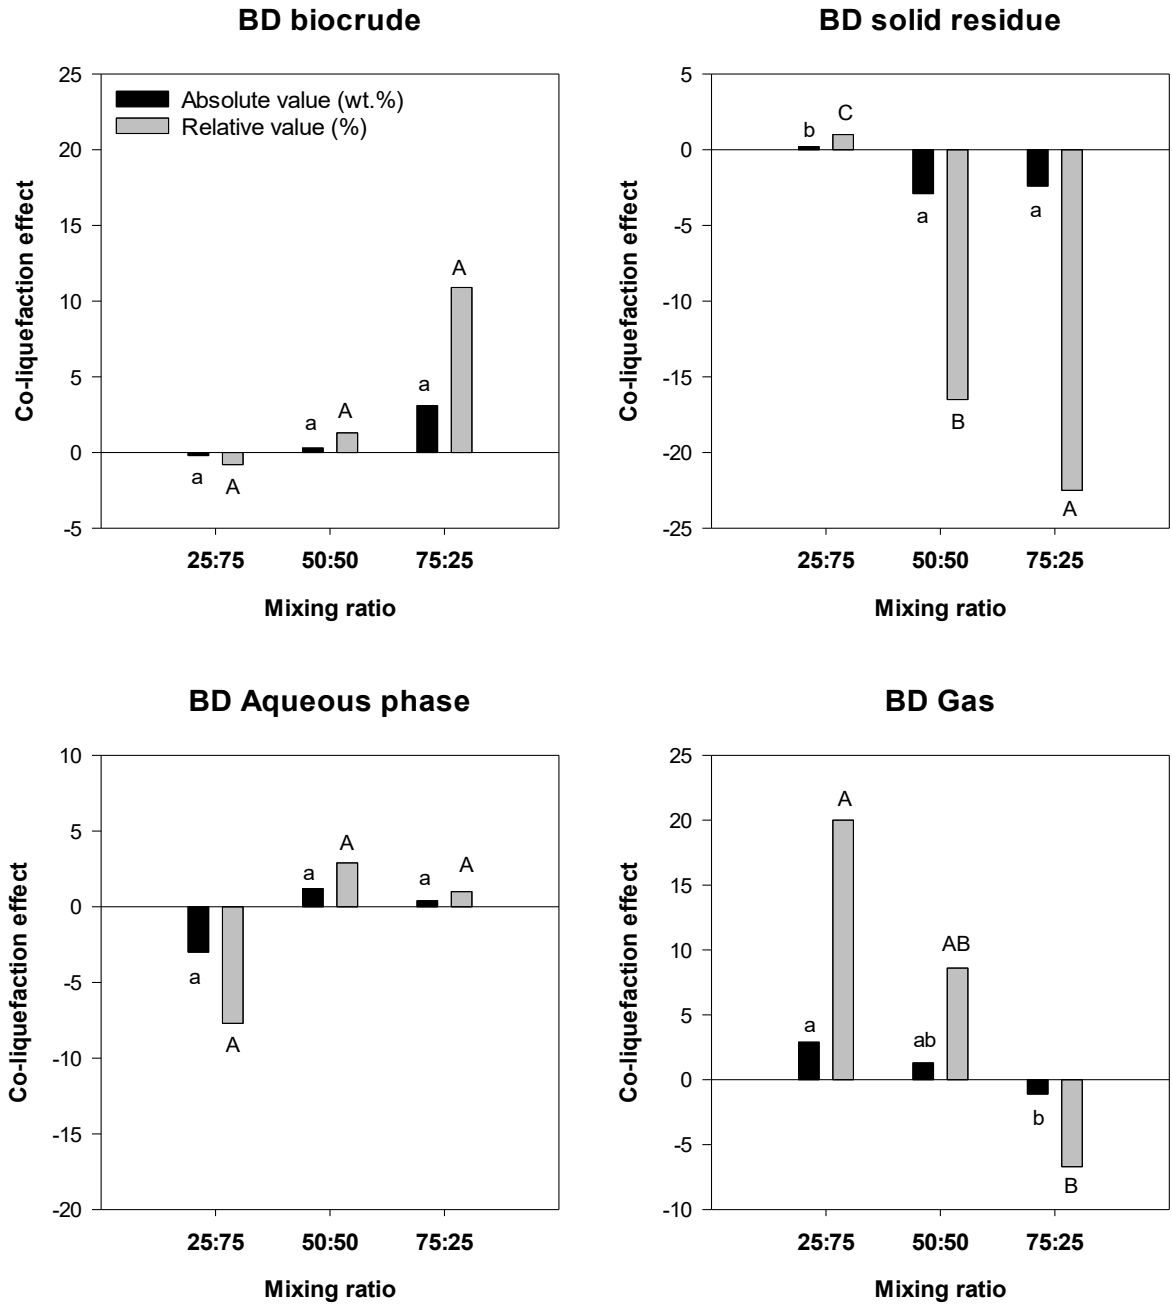 BD biocrude
Co-liquefaction effect
25
20
15
10
5
0
-5
Absolute value (wt.%)
Relative value (%)
a
A
a
A
a
A
25:75 50:50 75:25
Mixing ratio
BD solid residue
Co-liquefaction effect
5
0
-5
-10
-15
-20
-25
b
C
a
B
a
A
25:75 50:50 75:25
Mixing ratio
BD Aqueous phase
Co-liquefaction effect
10
5
0
-5
-10
-15
-20
a
A
a
A
a
A
25:75 50:50 75:25
Mixing ratio
BD Gas
Co-liquefaction effect
25
20
15
10
5
0
-5
-10
a
A
ab
AB
b
B
25:75 50:50 75:25
Mixing ratio